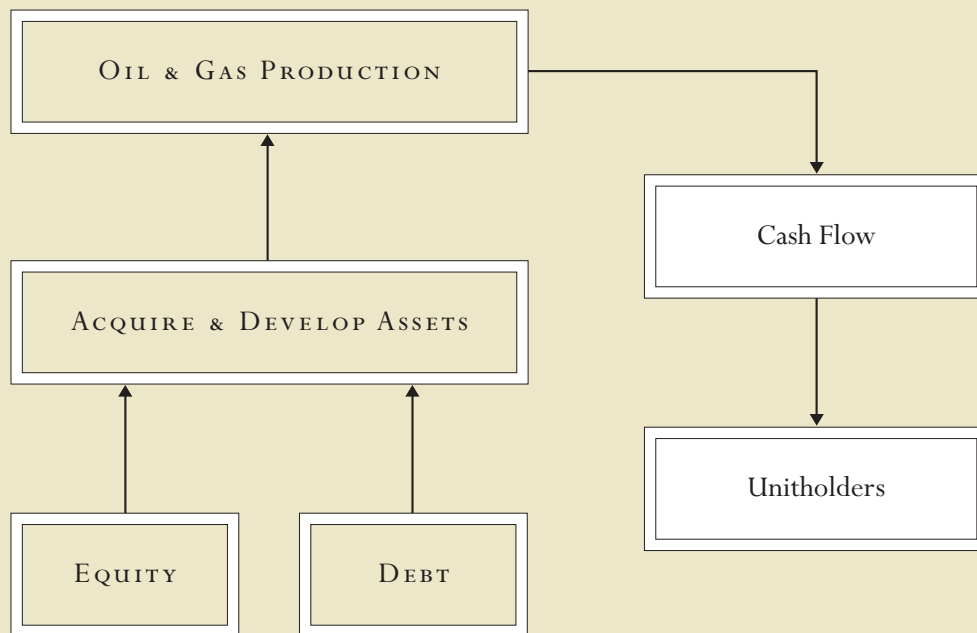 Oil & Gas Production
Cash Flow
Acquire & Develop Assets
Unitholders
Equity
Debt